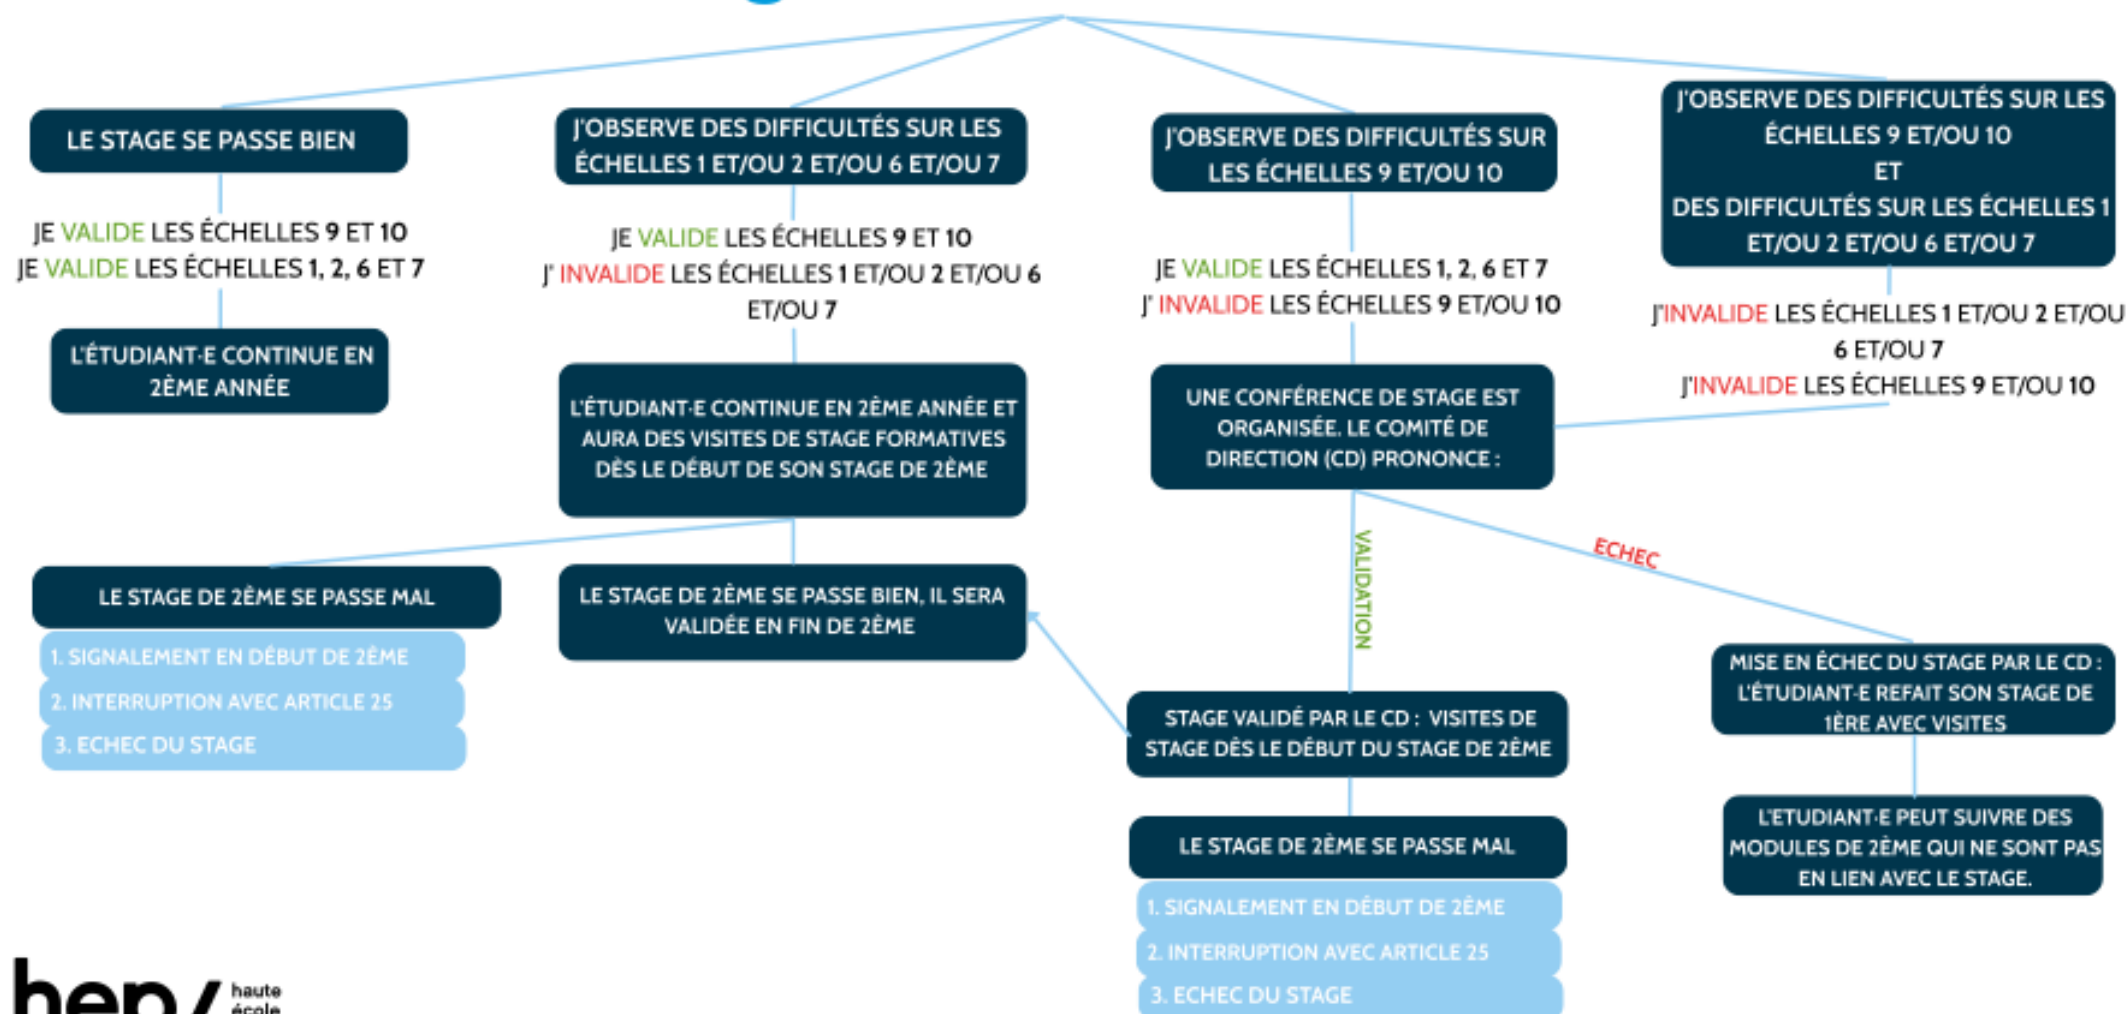 LE STAGE SE PASSE BIEN
JE VALIDE LES ÉCHELLES 9 ET 10
JE VALIDE LES ÉCHELLES 1, 2, 6 ET 7
L'ÉTUDIANT·E CONTINUE EN
2ÈME ANNÉE
J'OBSERVE DES DIFFICULTÉS SUR LES
ÉCHELLES 1 ET/OU 2 ET/OU 6 ET/OU 7
JE VALIDE LES ÉCHELLES 9 ET 10
J' INVALIDE LES ÉCHELLES 1 ET/OU 2 ET/OU 6
ET/OU 7
L'ÉTUDIANT·E CONTINUE EN 2ÈME ANNÉE ET
AURA DES VISITES DE STAGE FORMATIVES
DÈS LE DÉBUT DE SON STAGE DE 2ÈME
LE STAGE DE 2ÈME SE PASSE MAL
1. SIGNALEMENT EN DÉBUT DE 2ÈME
2. INTERRUPTION AVEC ARTICLE 25
3. ECHEC DU STAGE
LE STAGE DE 2ÈME SE PASSE BIEN, IL SERA
VALIDÉE EN FIN DE 2ÈME
J'OBSERVE DES DIFFICULTÉS SUR
LES ÉCHELLES 9 ET/OU 10
JE VALIDE LES ÉCHELLES 1, 2, 6 ET 7
J' INVALIDE LES ÉCHELLES 9 ET/OU 10
UNE CONFÉRENCE DE STAGE EST
ORGANISÉE. LE COMITÉ DE
DIRECTION (CD) PRONONCE :
VALIDATION
STAGE VALIDÉ PAR LE CD : VISITES DE
STAGE DÈS LE DÉBUT DU STAGE DE 2ÈME
LE STAGE DE 2ÈME SE PASSE MAL
1. SIGNALEMENT EN DÉBUT DE 2ÈME
2. INTERRUPTION AVEC ARTICLE 25
3. ECHEC DU STAGE
J'OBSERVE DES DIFFICULTÉS SUR LES
ÉCHELLES 9 ET/OU 10
ET
DES DIFFICULTÉS SUR LES ÉCHELLES 1
ET/OU 2 ET/OU 6 ET/OU 7
J'INVALIDE LES ÉCHELLES 1 ET/OU 2 ET/OU
6 ET/OU 7
J'INVALIDE LES ÉCHELLES 9 ET/OU 10
ECHEC
MISE EN ÉCHEC DU STAGE PAR LE CD :
L'ÉTUDIANT·E REFAIT SON STAGE DE
1ÈRE AVEC VISITES
L'ETUDIANT·E PEUT SUIVRE DES
MODULES DE 2ÈME QUI NE SONT PAS
EN LIEN AVEC LE STAGE.
hep/
haute
école